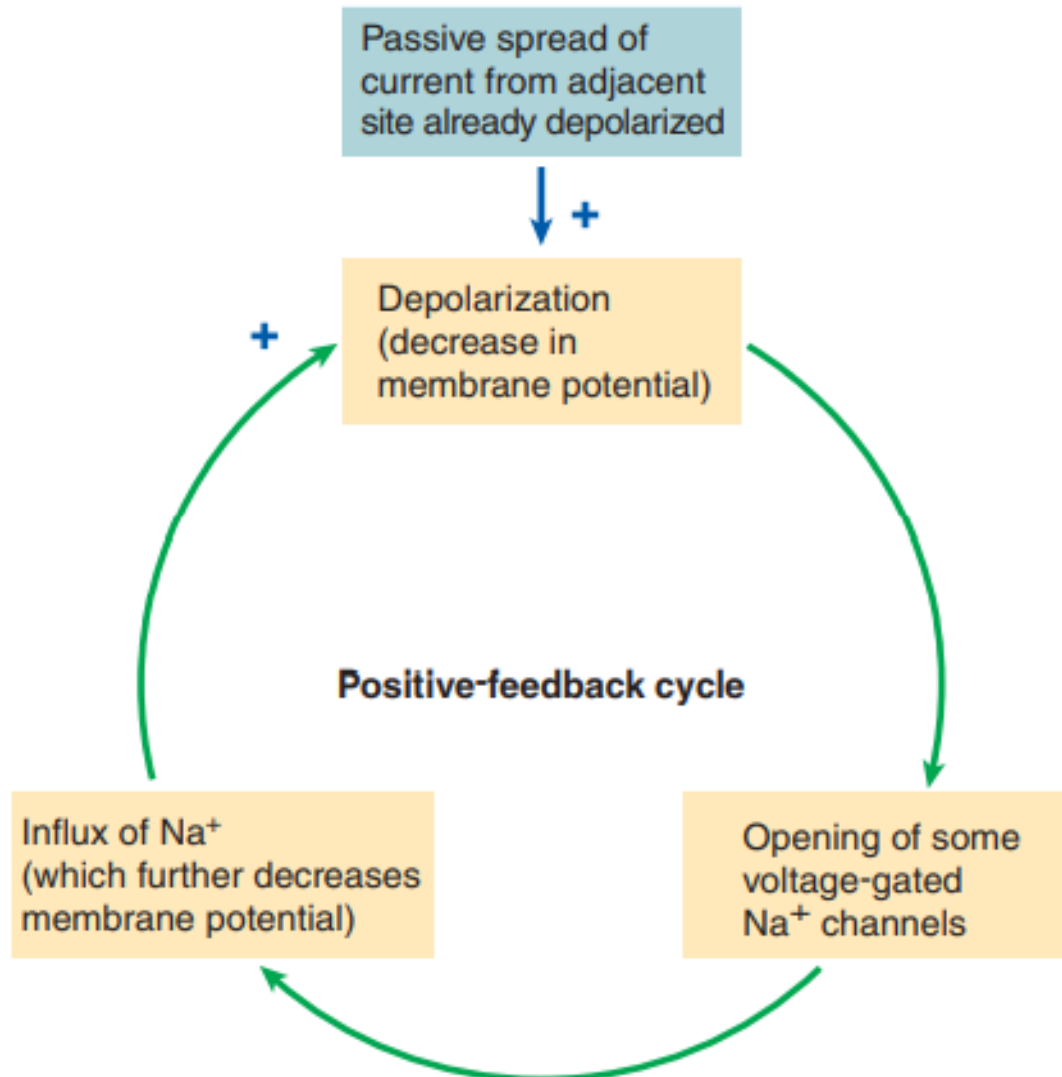 Passive spread of
current from adjacent
site already depolarized
+
Depolarization
(decrease in
membrane potential)
+
Positive-feedback cycle
Influx of Na⁺
(which further decreases
membrane potential)
Opening of some
voltage-gated
Na⁺ channels